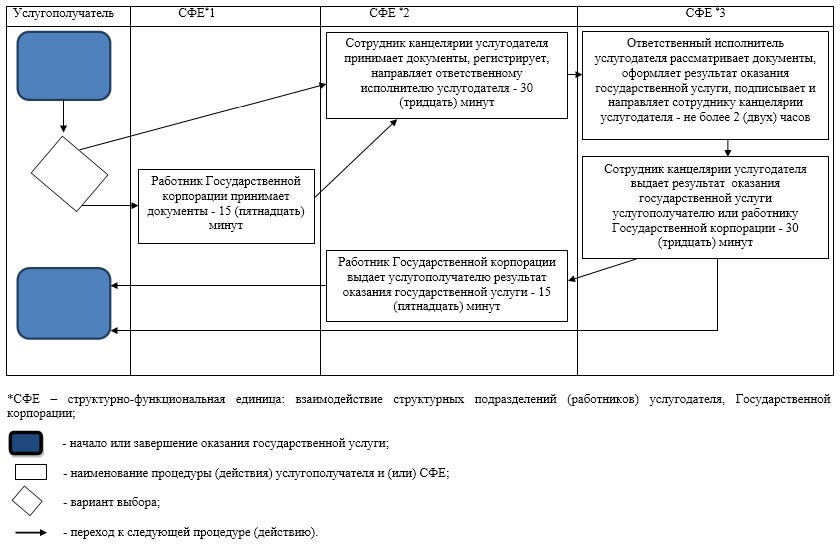 Услугополучатель
СФЕ*1
СФЕ *2
СФЕ *3
Сотрудник канцелярии услугодателя
принимает документы, регистрирует,
направляет ответственному
исполнителю услугодателя - 30
(тридцать) минут
Ответственный исполнитель
услугодателя рассматривает документы,
оформляет результат оказания
государственной услуги, подписывает и
направляет сотруднику канцелярии
услугодателя - не более 2 (двух) часов
Работник Государственной
корпорации принимает
документы - 15 (пятнадцать)
минут
Сотрудник канцелярии услугодателя
выдает результат оказания
государственной услуги
услугополучателю или работнику
Государственной корпорации - 30
(тридцать) минут
Работник Государственной корпорации
выдает услугополучателю результат
оказания государственной услуги - 15
(пятнадцать) минут
*СФЕ – структурно-функциональная единица: взаимодействие структурных подразделений (работников) услугодателя, Государственной
корпорации;
- начало или завершение оказания государственной услуги;
- наименование процедуры (действия) услугополучателя и (или) СФЕ;
- вариант выбора;
- переход к следующей процедуре (действию).